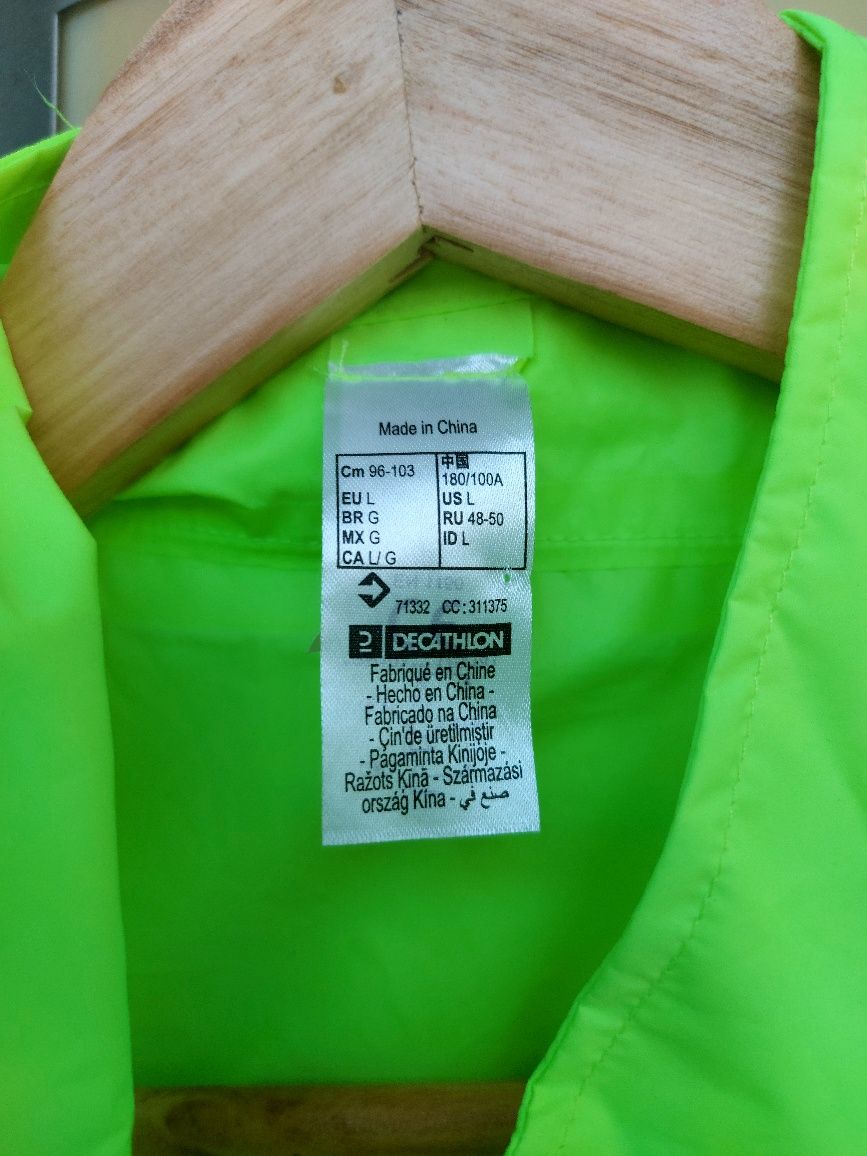 Made in China
Cm 96-103
EU L
BR G
MX G
CA L/ G
中国
180/100A
US L
RU 48-50
ID L
71332 CC:311375
DECATHLON
Fabriqué en Chine
- Hecho en China -
Fabricado na China
- Çin'de üretilmiştir
- Pagaminta Kinijoje -
Ražots Ķīnā - Származási
ország Kína - صنع في